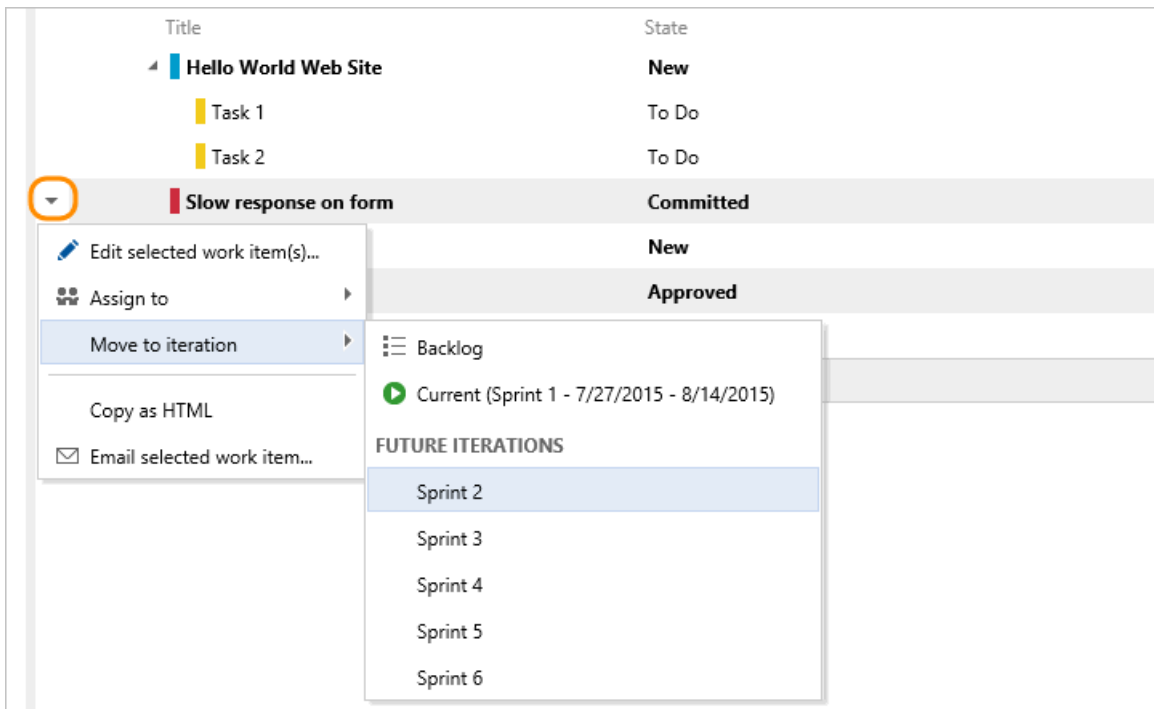 Title State
Hello World Web Site New
Task 1 To Do
Task 2 To Do
Slow response on form Committed
Edit selected work item(s)... New
Assign to Approved
Move to iteration
Backlog
Current (Sprint 1 - 7/27/2015 - 8/14/2015)
Copy as HTML
FUTURE ITERATIONS
Email selected work item...
Sprint 2
Sprint 3
Sprint 4
Sprint 5
Sprint 6